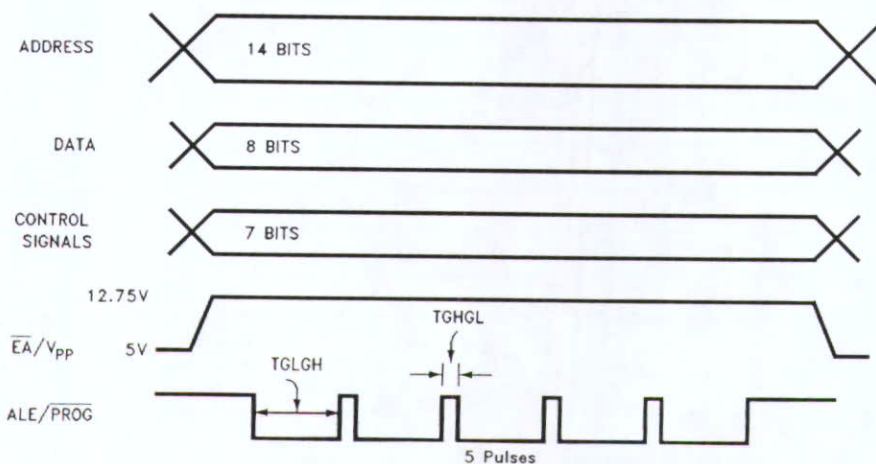 ADDRESS
14 BITS
DATA
8 BITS
CONTROL
SIGNALS
7 BITS
12.75V
TGHGL
EA/VPP
5V
TGLGH
ALE/PROG
5 Pulses